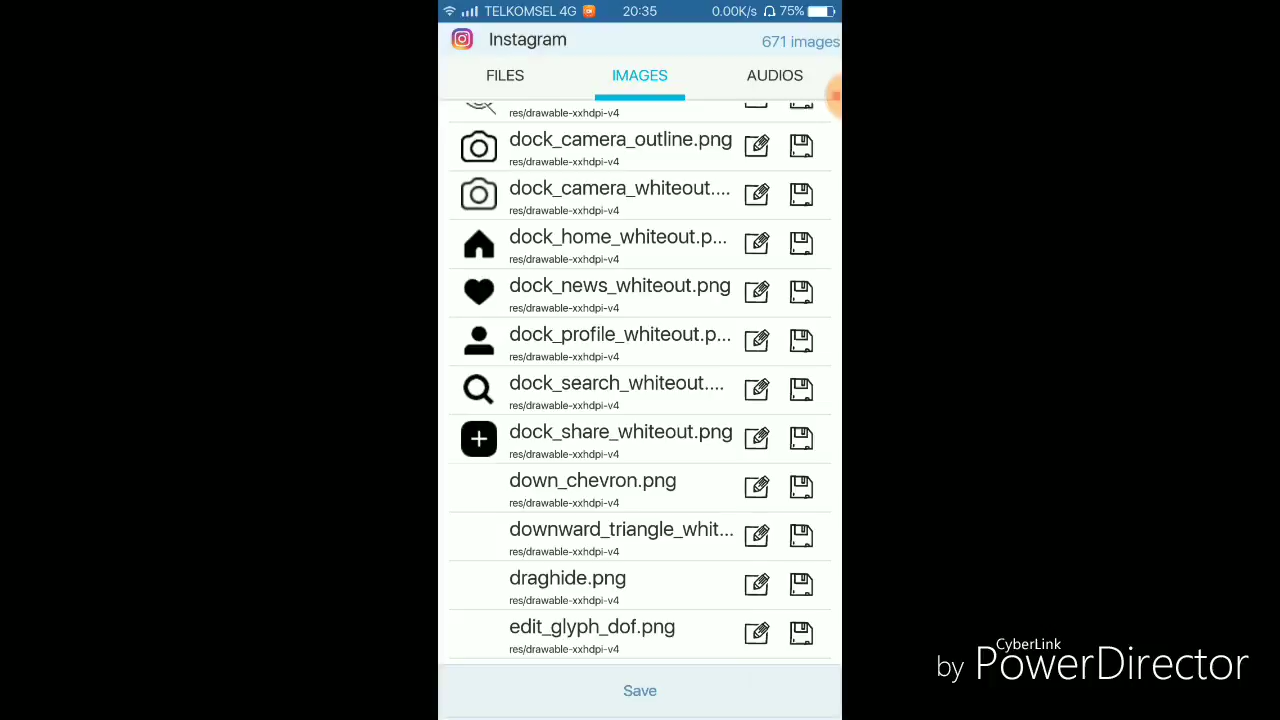 TELKOMSEL 4G 20:35 0.00K/s 75%
Instagram 671 images
FILES IMAGES AUDIOS
res/drawable-xxhdpi-v4
dock_camera_outline.png
res/drawable-xxhdpi-v4
dock_camera_whiteout....
res/drawable-xxhdpi-v4
dock_home_whiteout.p...
res/drawable-xxhdpi-v4
dock_news_whiteout.png
res/drawable-xxhdpi-v4
dock_profile_whiteout.p...
res/drawable-xxhdpi-v4
dock_search_whiteout....
res/drawable-xxhdpi-v4
dock_share_whiteout.png
res/drawable-xxhdpi-v4
down_chevron.png
res/drawable-xxhdpi-v4
downward_triangle_whit...
res/drawable-xxhdpi-v4
draghide.png
res/drawable-xxhdpi-v4
edit_glyph_dof.png
res/drawable-xxhdpi-v4
Save
CyberLink
by PowerDirector